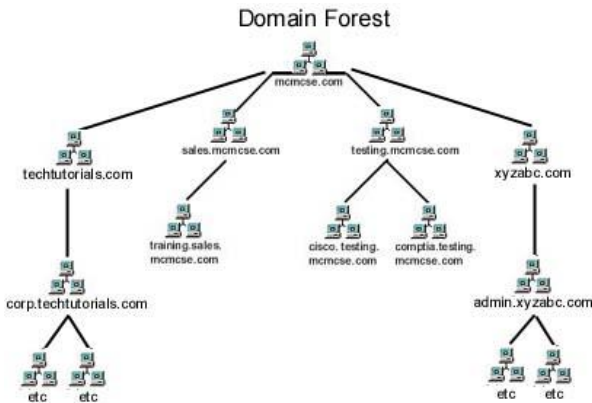 Domain Forest
mcmcse.com
techtutorials.com
sales.mcmcse.com
testing.mcmcse.com
xyzabc.com
training.sales.
mcmcse.com
cisco.testing.
mcmcse.com
comptia.testing.
mcmcse.com
corp.techtutorials.com
admin.xyzabc.com
etc
etc
etc
etc